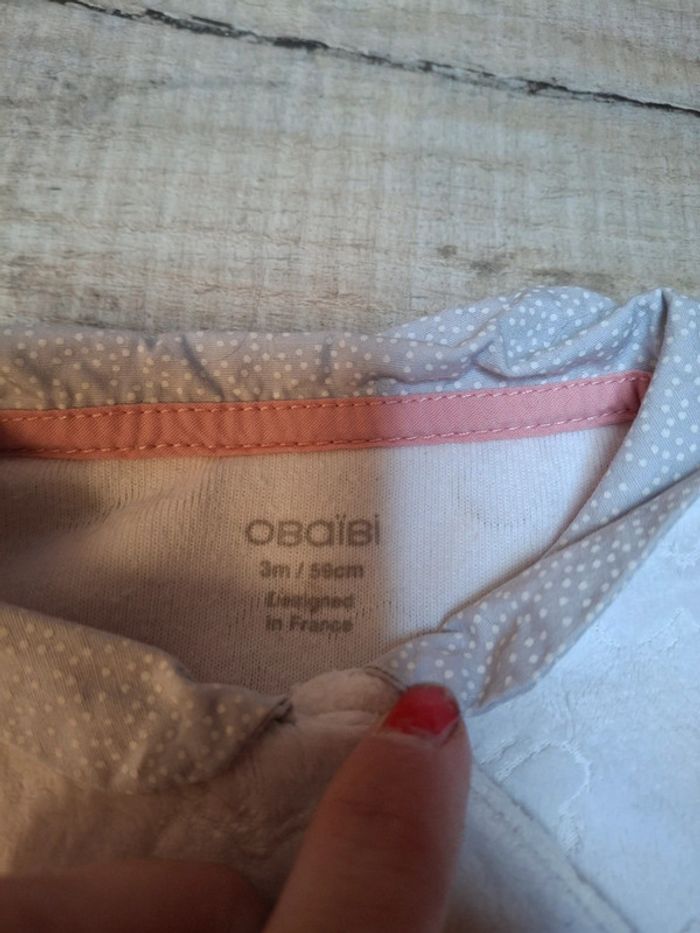 OBaïBi
3m / 59cm
Designed
in France